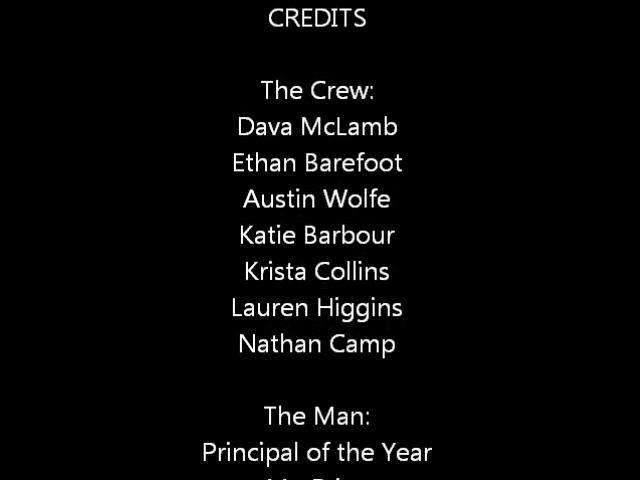 CREDITS
The Crew:
Dava McLamb
Ethan Barefoot
Austin Wolfe
Katie Barbour
Krista Collins
Lauren Higgins
Nathan Camp
The Man:
Principal of the Year